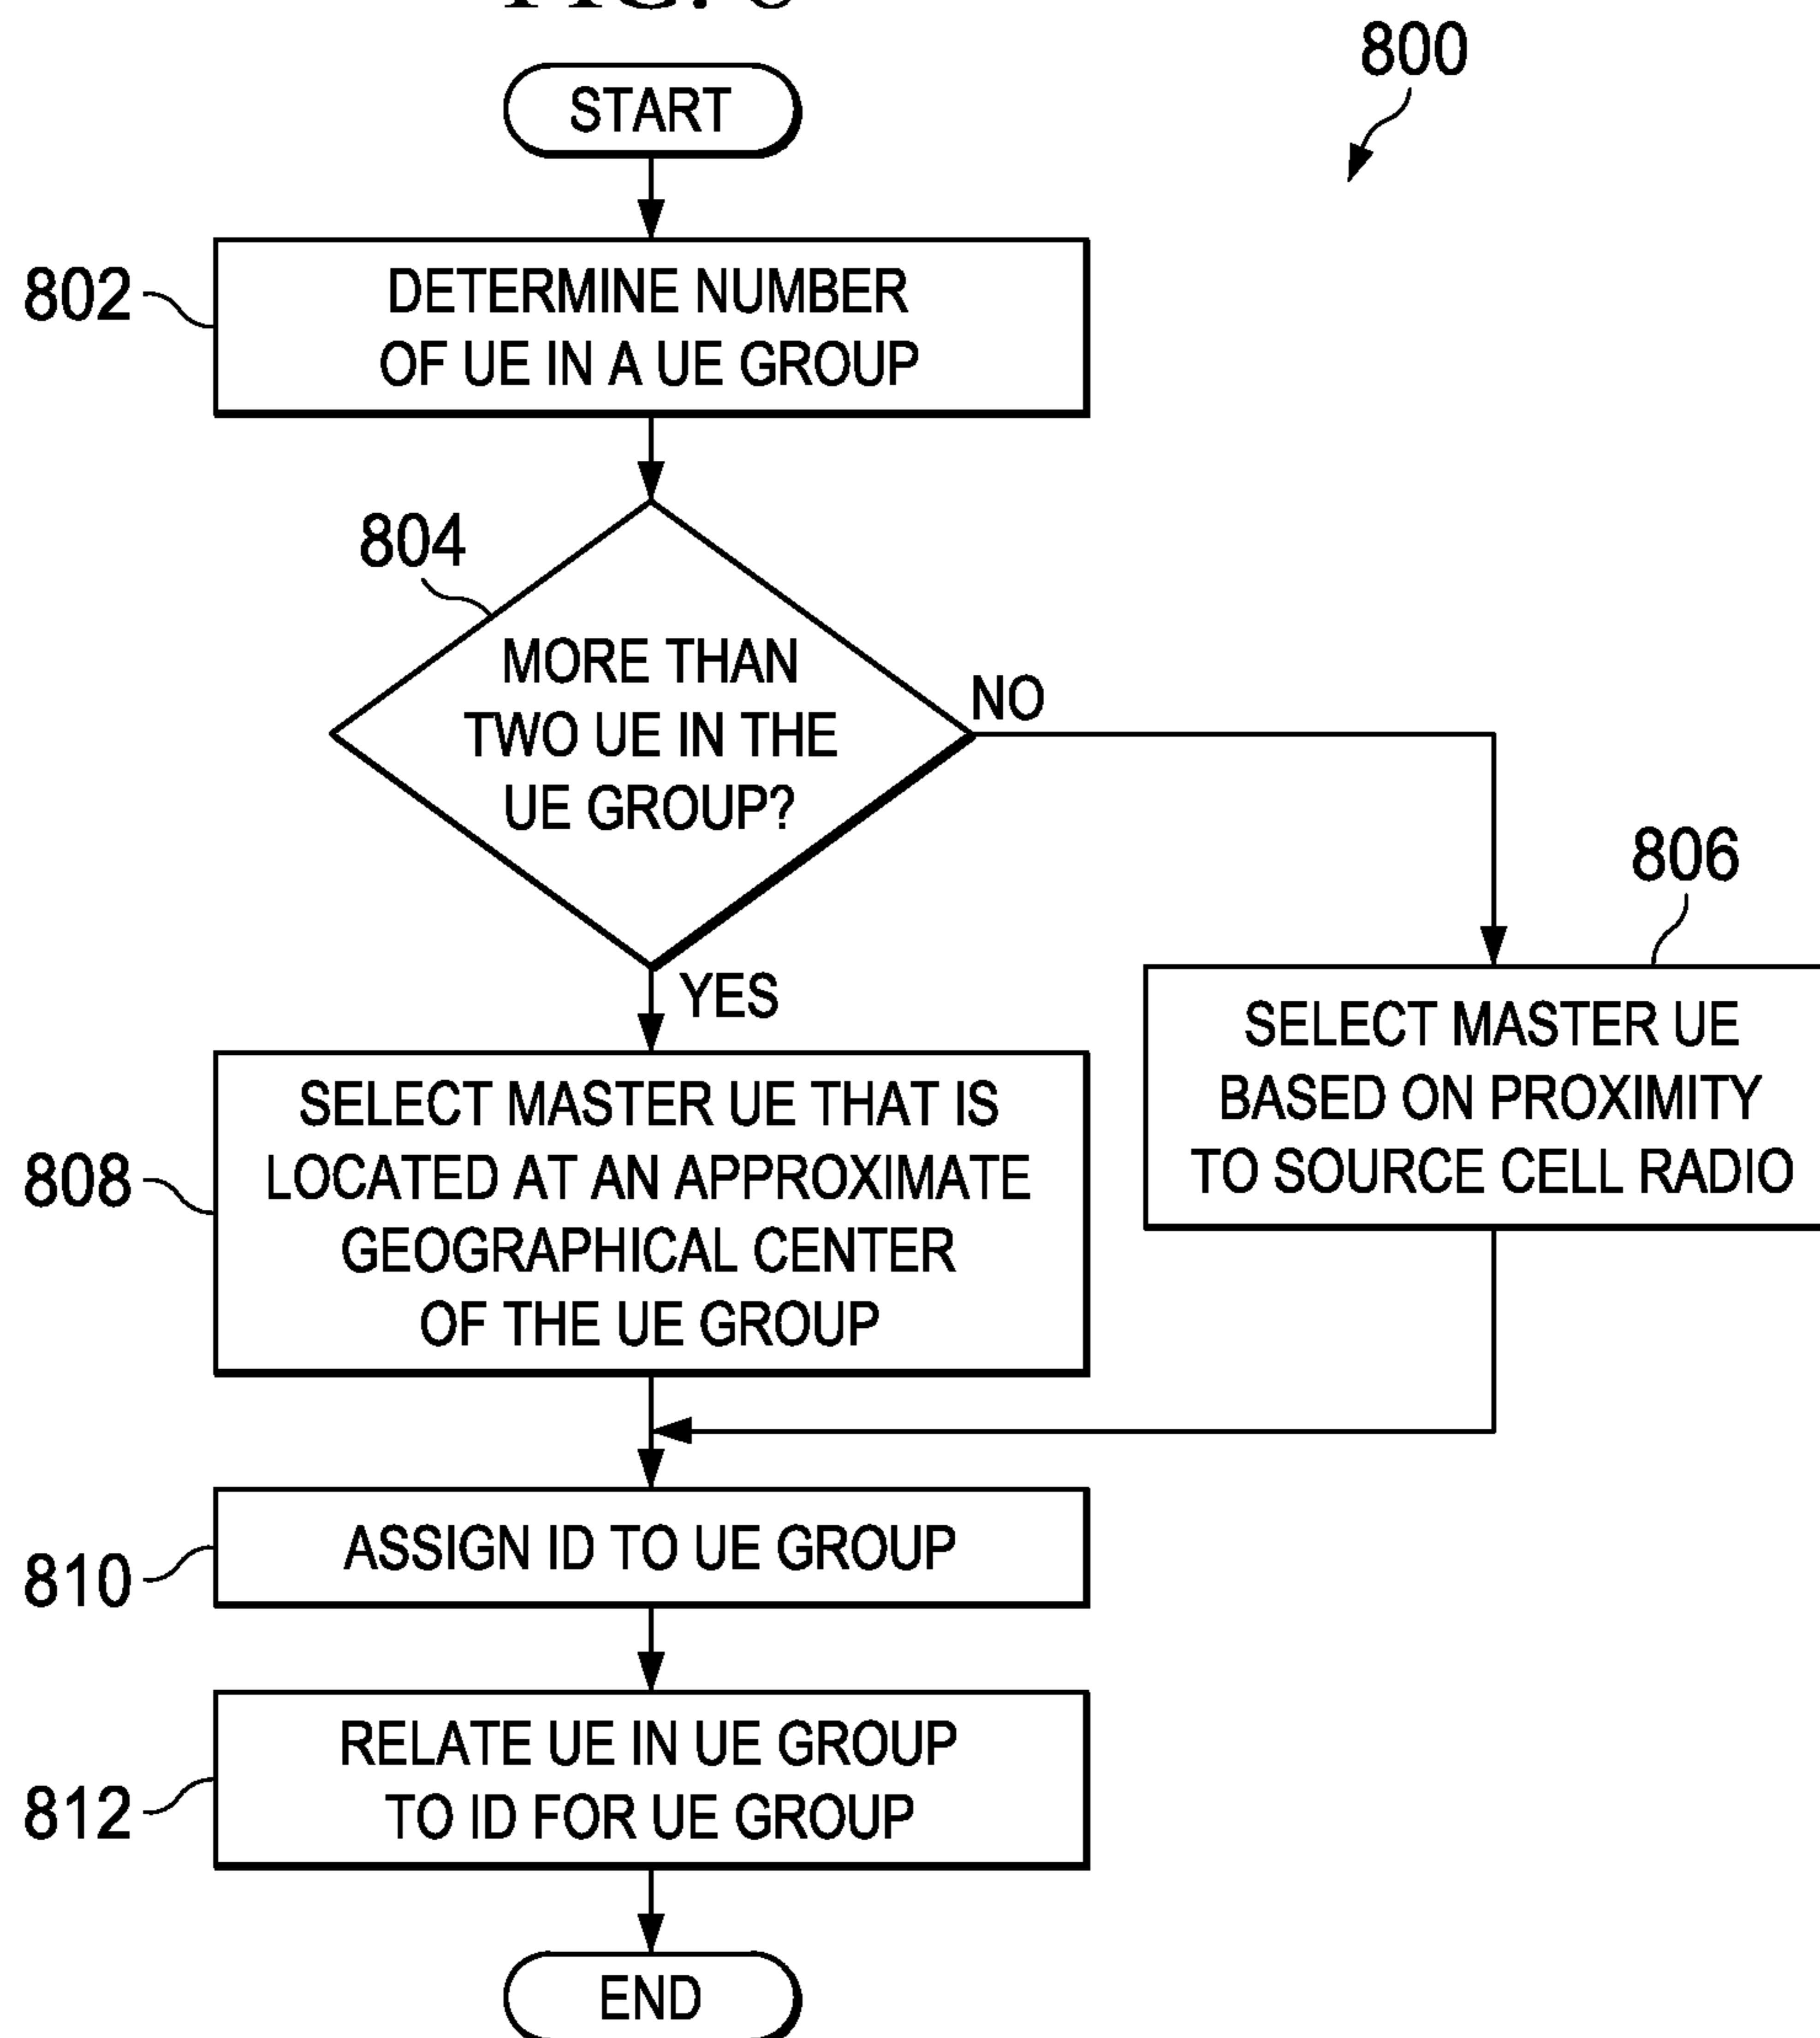 800
START
802
DETERMINE NUMBER
OF UE IN A UE GROUP
804
MORE THAN
TWO UE IN THE
UE GROUP?
NO
YES
806
SELECT MASTER UE
BASED ON PROXIMITY
TO SOURCE CELL RADIO
808
SELECT MASTER UE THAT IS
LOCATED AT AN APPROXIMATE
GEOGRAPHICAL CENTER
OF THE UE GROUP
810
ASSIGN ID TO UE GROUP
812
RELATE UE IN UE GROUP
TO ID FOR UE GROUP
END